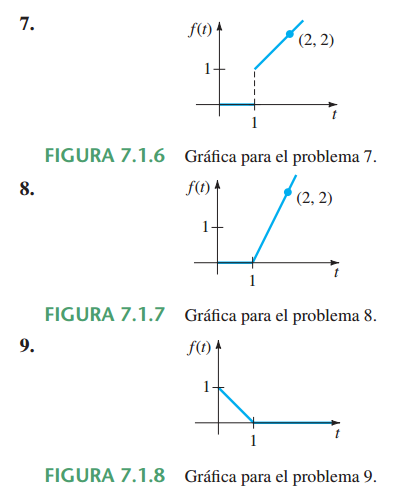 7.
f(t)
(2, 2)
1
1
t
FIGURA 7.1.6 Gráfica para el problema 7.
8.
f(t)
(2, 2)
1
1
t
FIGURA 7.1.7 Gráfica para el problema 8.
9.
f(t)
1
1
t
FIGURA 7.1.8 Gráfica para el problema 9.